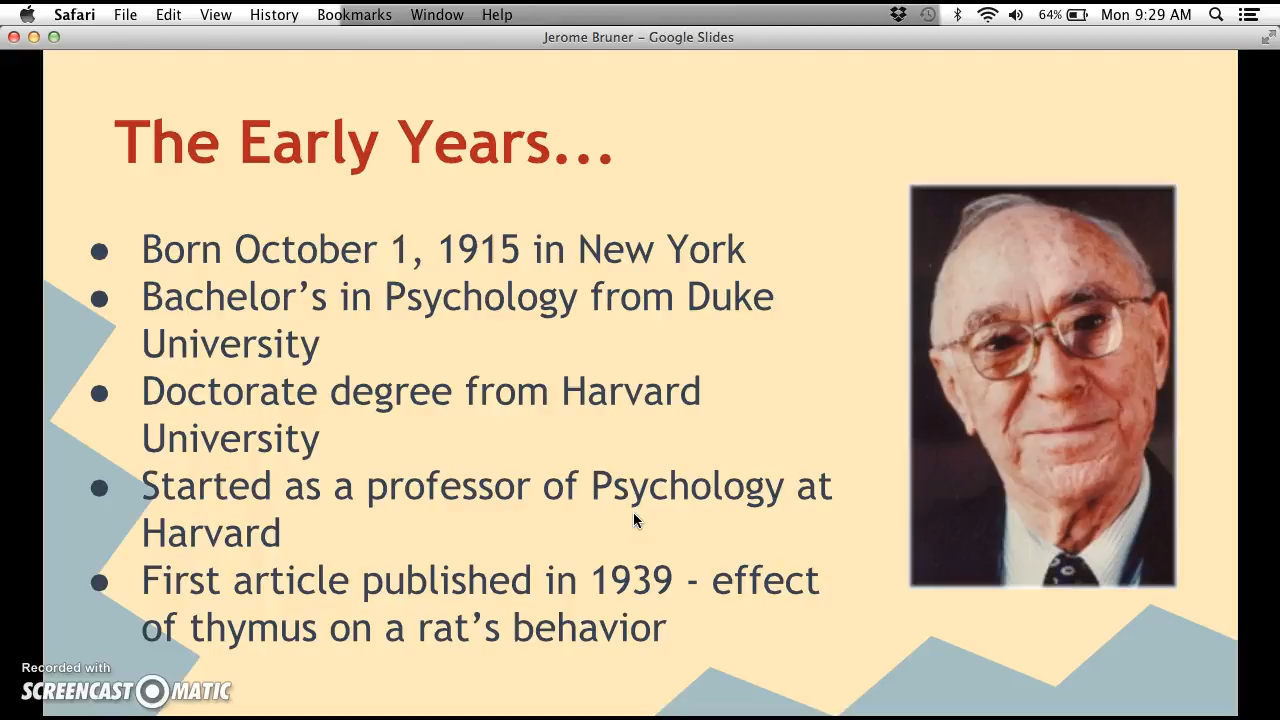 Safari File Edit View History Bookmarks Window Help 64% Mon 9:29 AM
Jerome Bruner – Google Slides
The Early Years...
● Born October 1, 1915 in New York
● Bachelor’s in Psychology from Duke
University
● Doctorate degree from Harvard
University
● Started as a professor of Psychology at
Harvard
● First article published in 1939 - effect
of thymus on a rat’s behavior
Recorded with
SCREENCAST MATIC